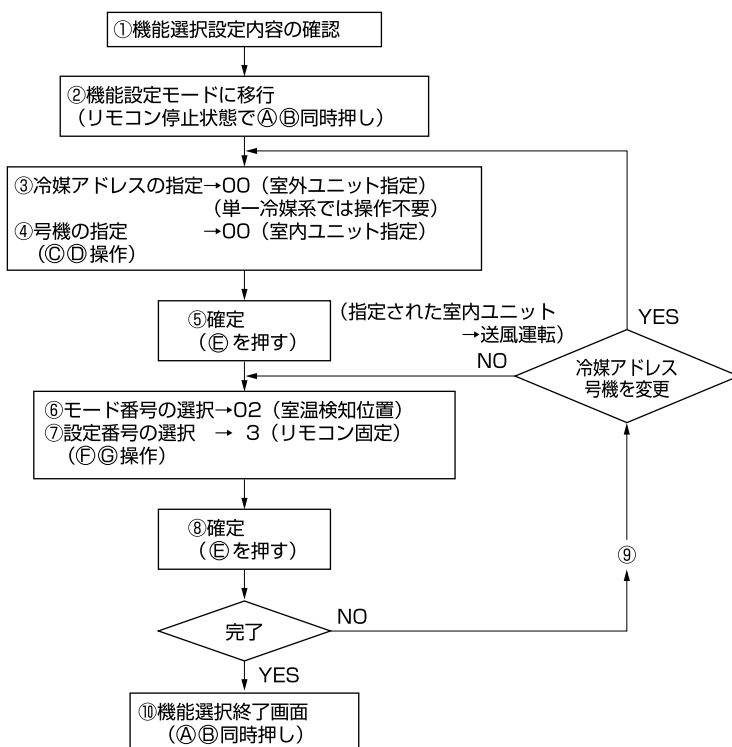 ①機能選択設定内容の確認
②機能設定モードに移行
（リモコン停止状態でⒶⒷ同時押し）
③冷媒アドレスの指定→00（室外ユニット指定）
（単一冷媒系では操作不要）
④号機の指定　→00（室内ユニット指定）
（ⒸⒹ操作）
⑤確定
（Ⓔを押す）
（指定された室内ユニット
→送風運転）
YES
NO
冷媒アドレス
号機を変更
⑥モード番号の選択→02（室温検知位置）
⑦設定番号の選択　→ 3（リモコン固定）
（ⒻⒼ操作）
⑧確定
（Ⓔを押す）
⑨
完了
NO
YES
⑩機能選択終了画面
（ⒶⒷ同時押し）